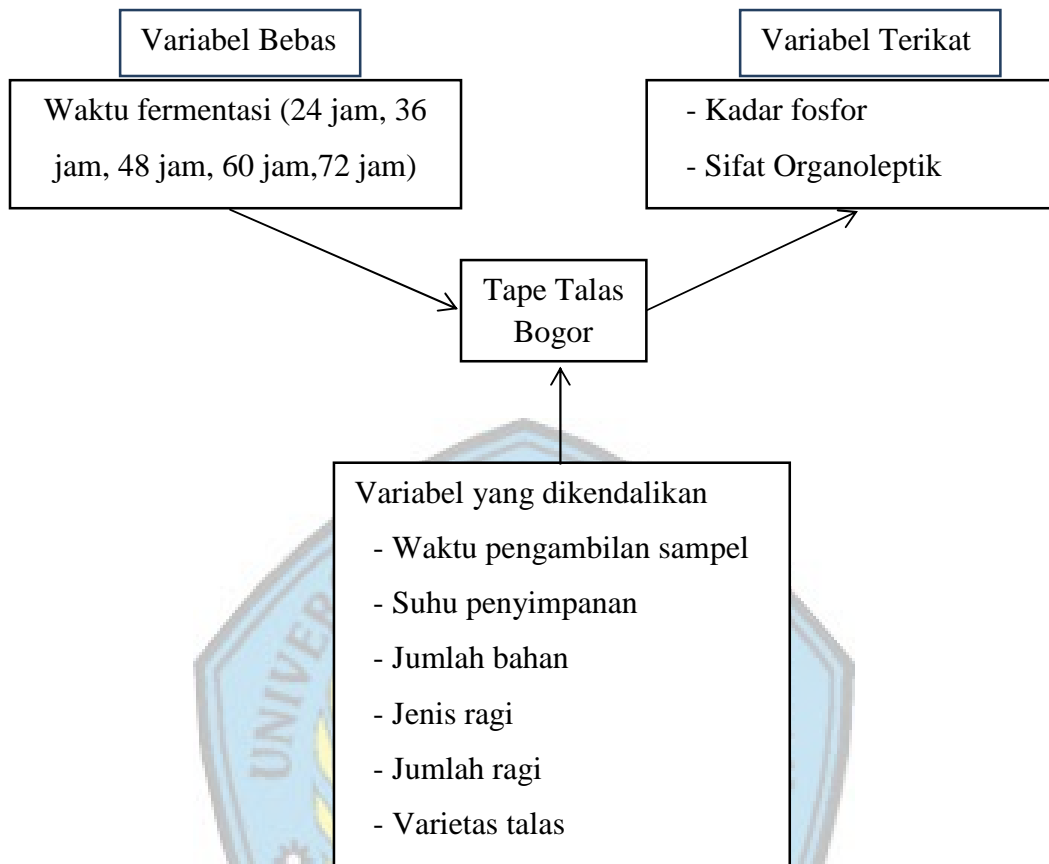 Variabel Bebas
Variabel Terikat
Waktu fermentasi (24 jam, 36
jam, 48 jam, 60 jam,72 jam)
- Kadar fosfor
- Sifat Organoleptik
Tape Talas
Bogor
Variabel yang dikendalikan
- Waktu pengambilan sampel
- Suhu penyimpanan
- Jumlah bahan
- Jenis ragi
- Jumlah ragi
- Varietas talas